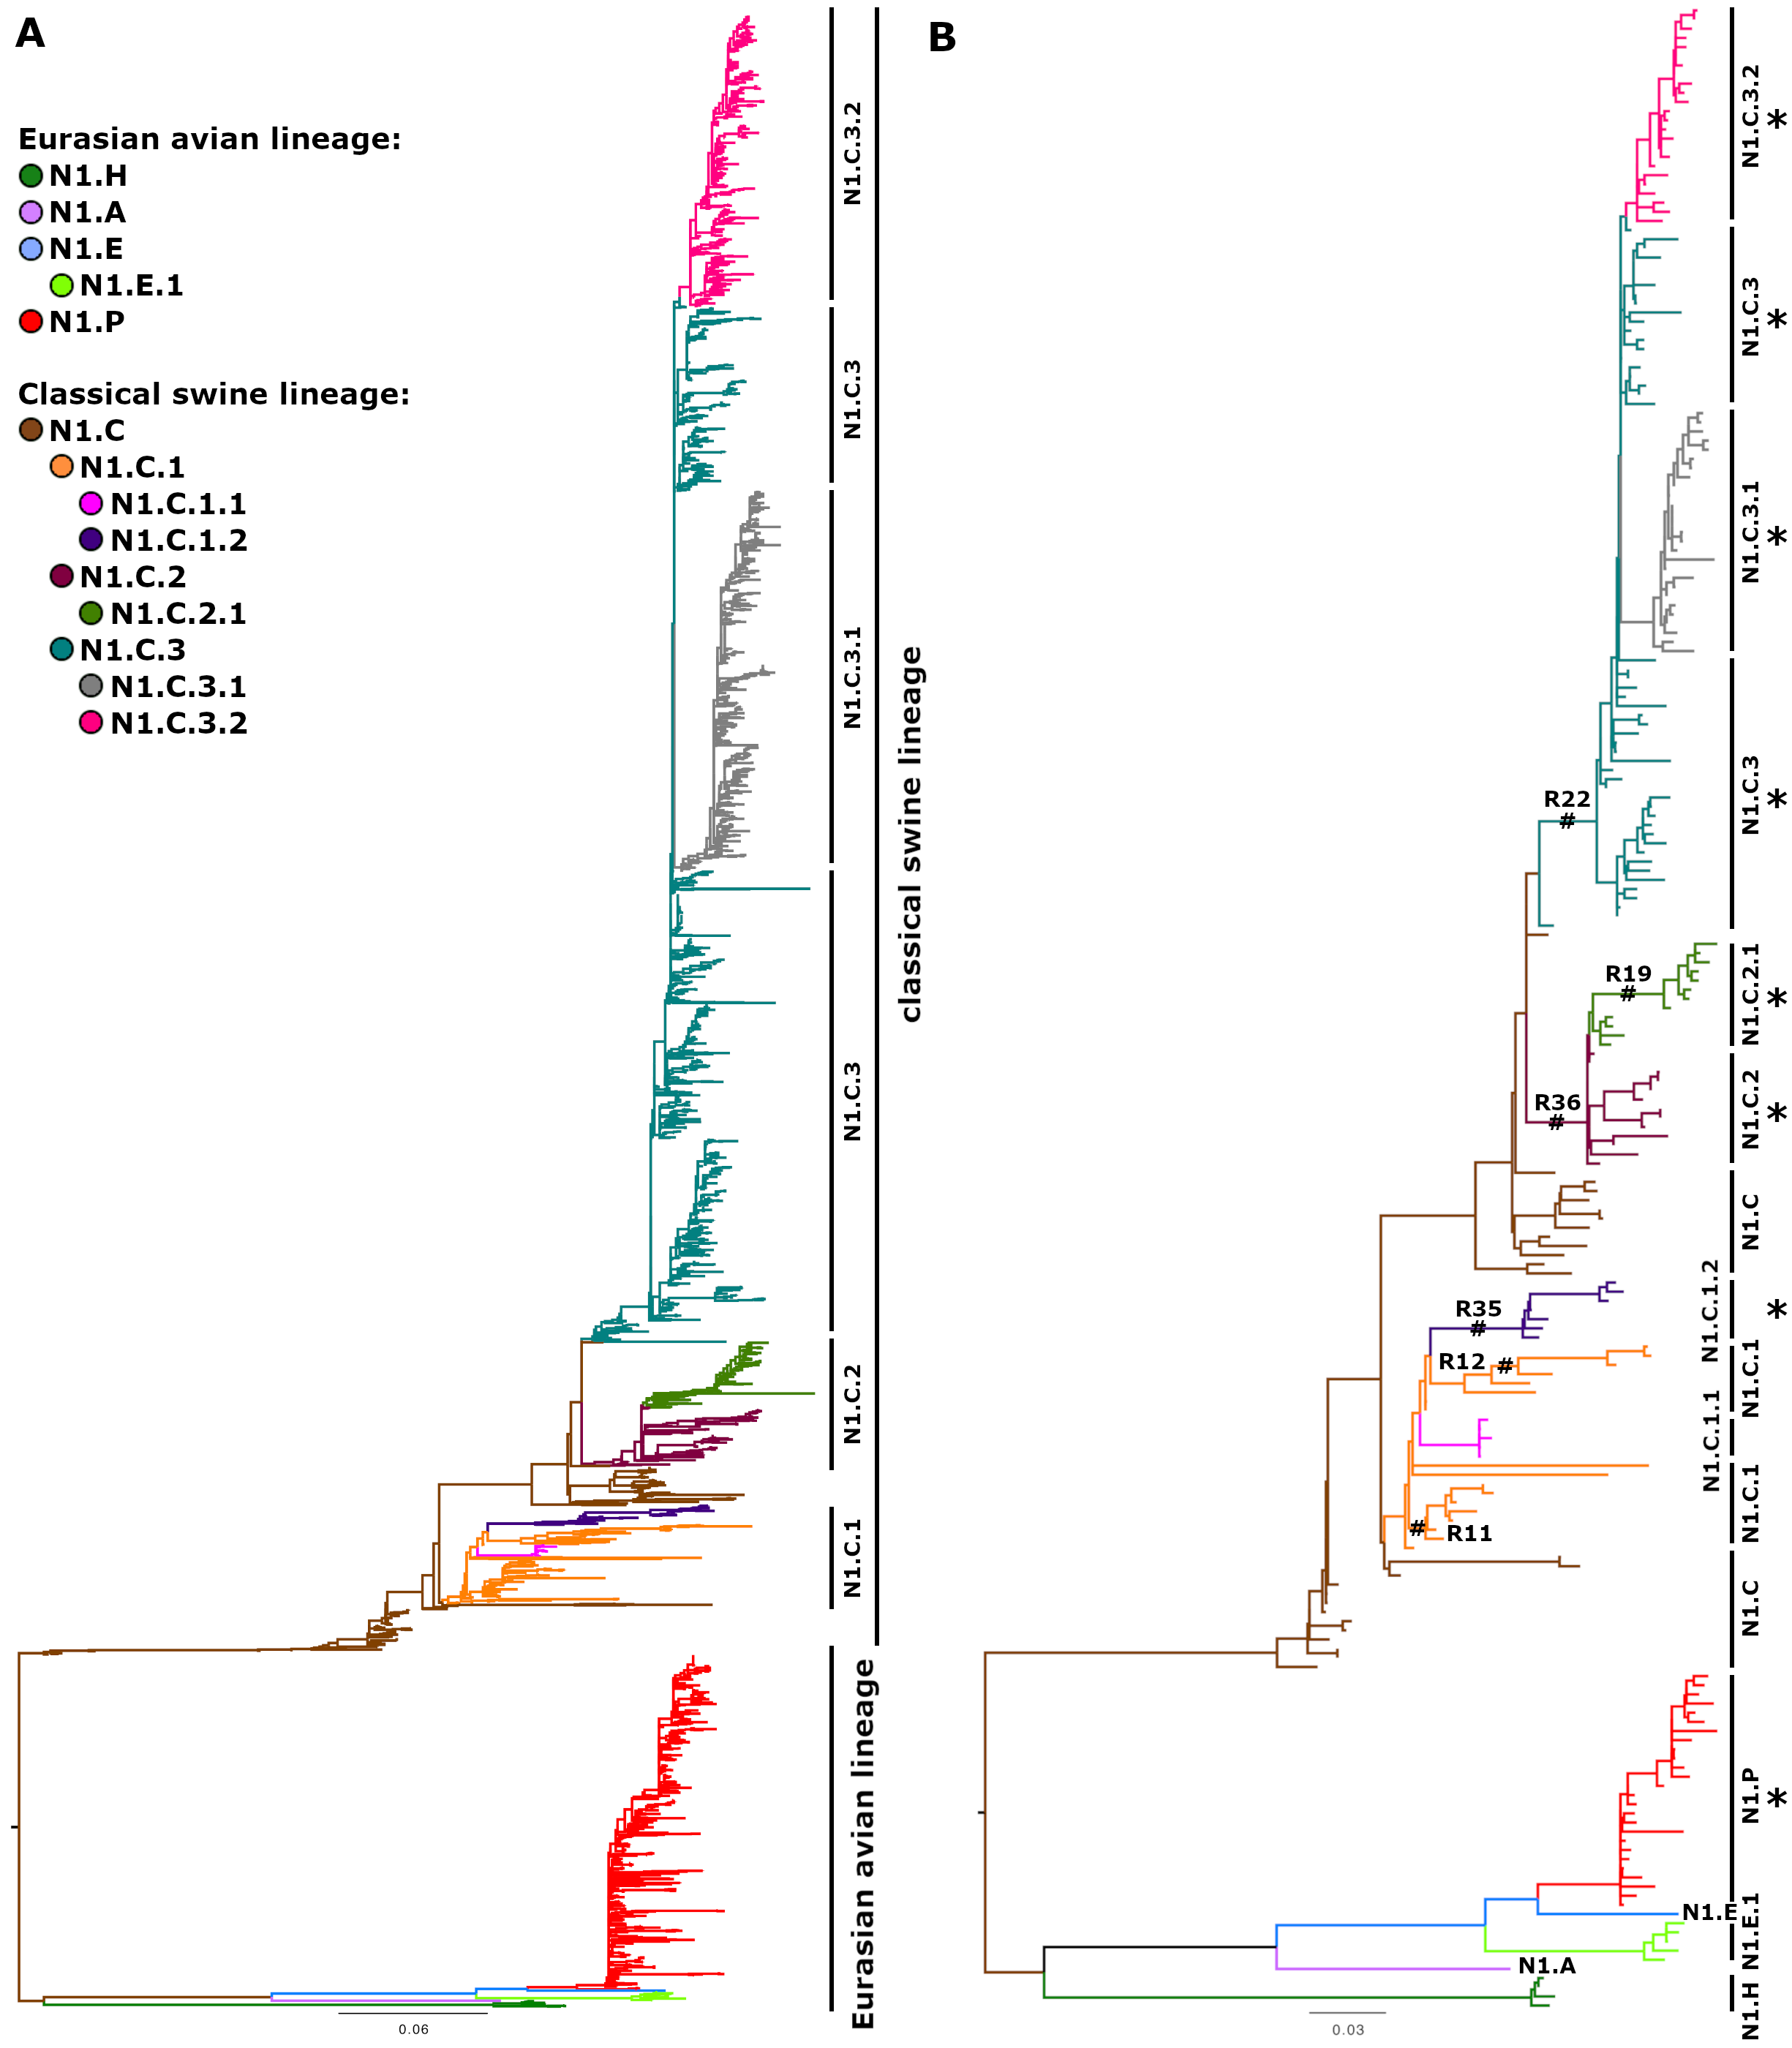 A
Eurasian avian lineage:
N1.H
N1.A
N1.E
N1.E.1
N1.P
Classical swine lineage:
N1.C
N1.C.1
N1.C.1.1
N1.C.1.2
N1.C.2
N1.C.2.1
N1.C.3
N1.C.3.1
N1.C.3.2
N1.C.3.2
N1.C.3
N1.C.3.1
N1.C.3
N1.C.2
N1.C.1
classical swine lineage
Eurasian avian lineage
0.06
B
N1.C.3.2 *
N1.C.3 *
N1.C.3.1 *
N1.C.3 *
R22
#
N1.C.2.1 *
R19
#
N1.C.2 *
R36
#
N1.C
N1.C.1.2 *
R35
#
R12 #
N1.C.1
N1.C.1.1
N1.C.1
# R11
N1.C
N1.P *
N1.E
N1.E.1
N1.A
N1.H
0.03